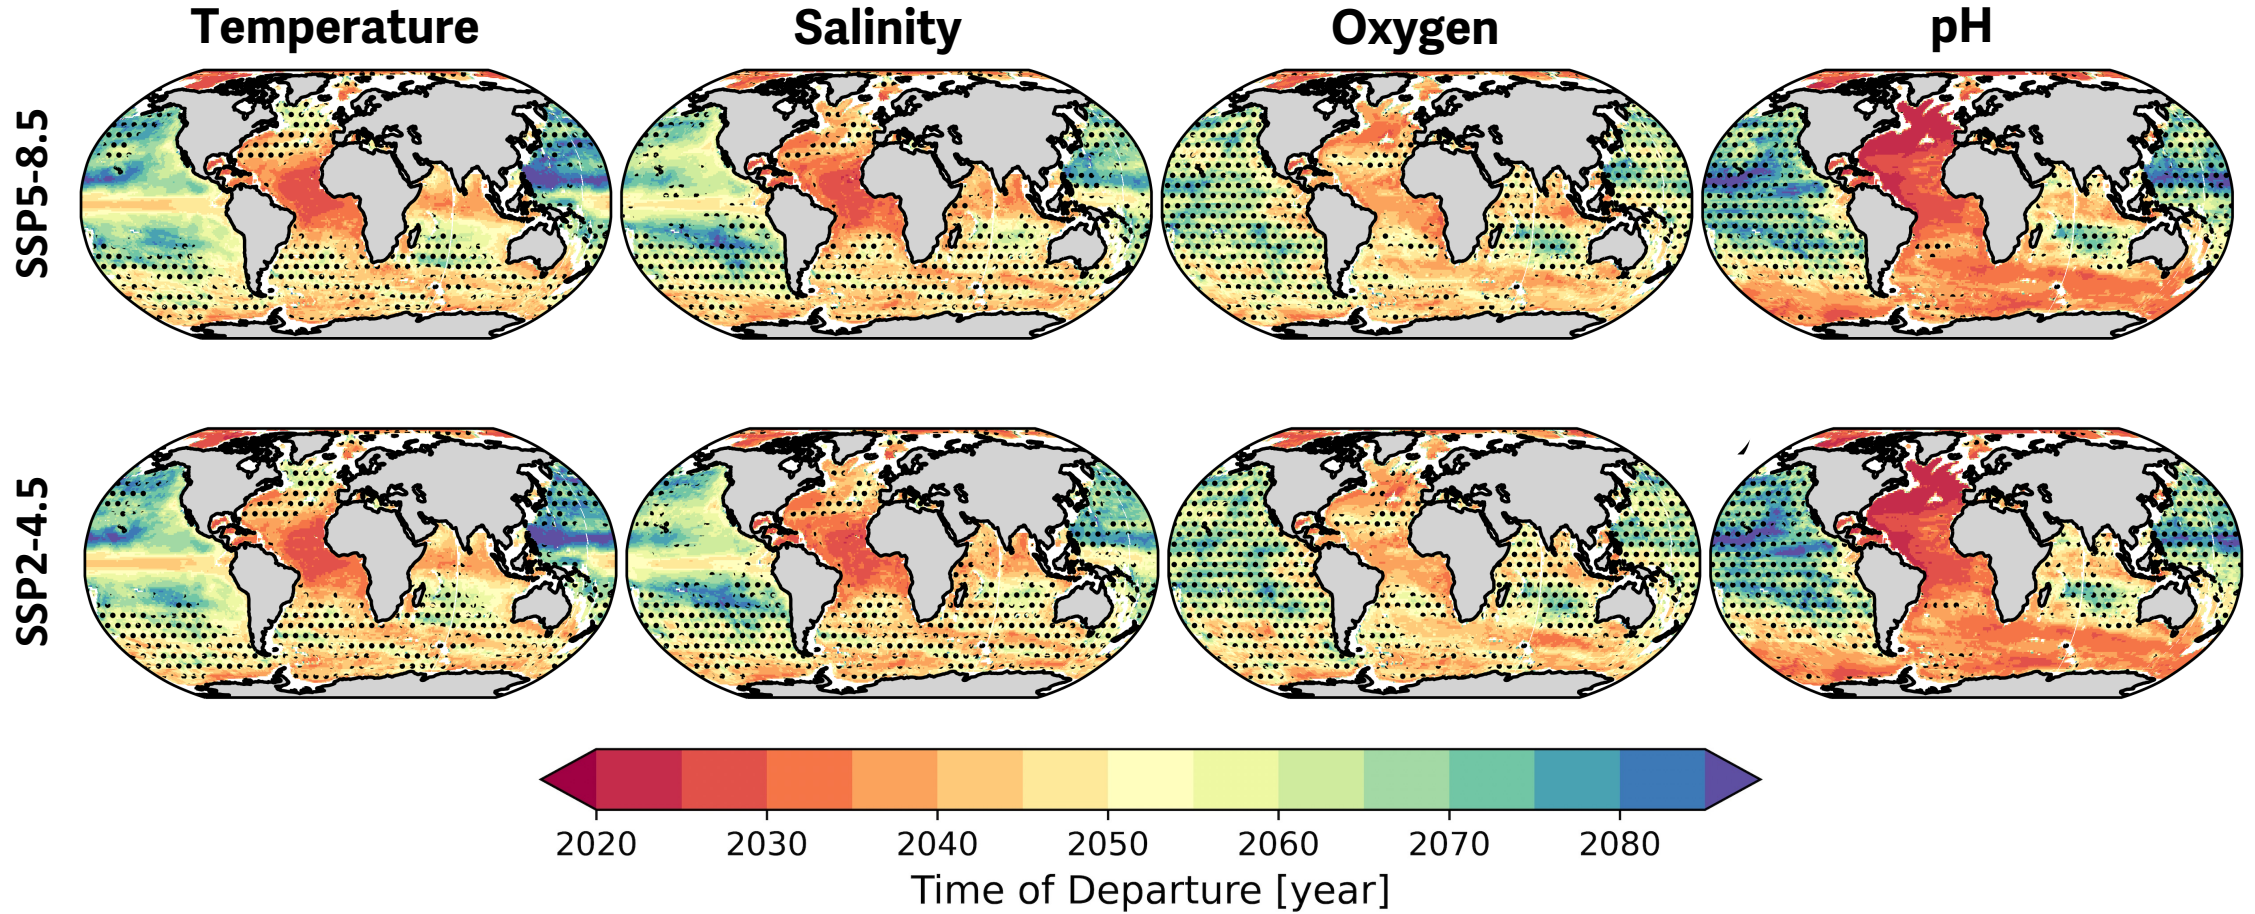 Temperature Salinity Oxygen pH
SSP5-8.5
SSP2-4.5
2020 2030 2040 2050 2060 2070 2080
Time of Departure [year]